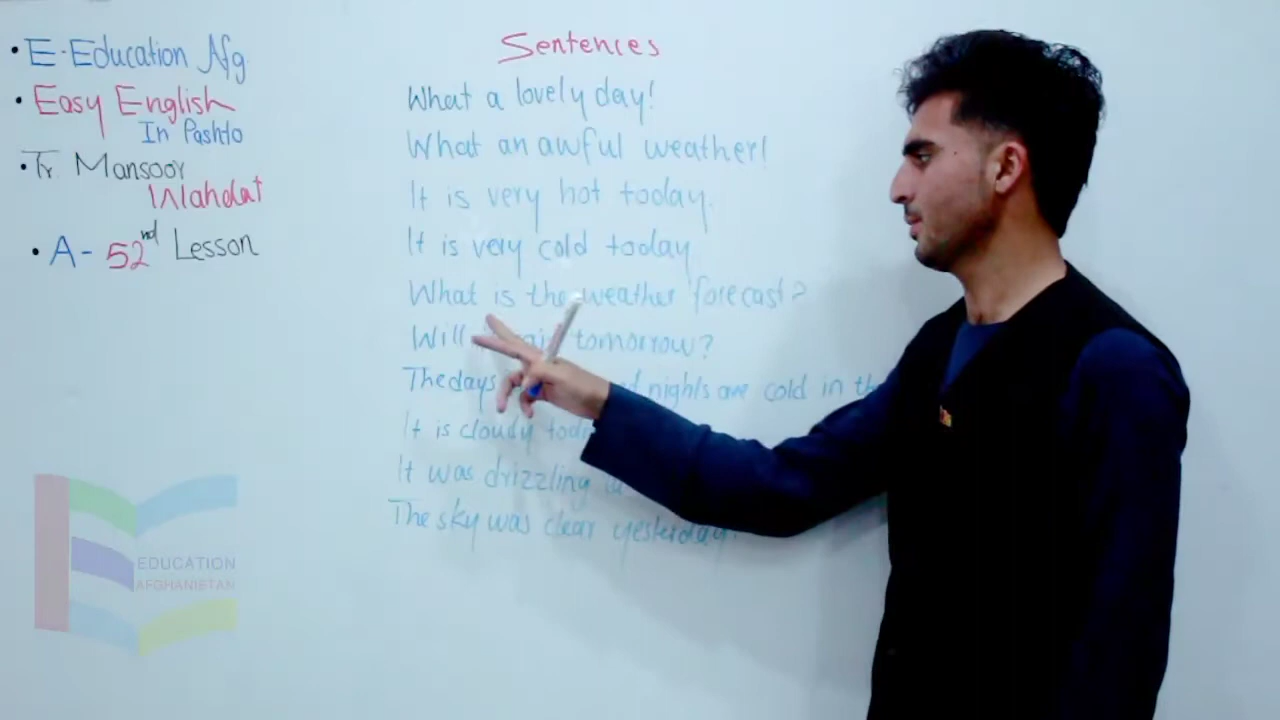 • E-Education Afg.
• Easy English
In Pashto
• Tr. Mansoor
Wahdat
• A- 52nd Lesson
Sentences
What a lovely day!
What an awful weather!
It is very hot today.
It is very cold today
What is the weather forecast?
Will tomorrow?
The days nights are cold in
It is cloudy
It was drizzling
The sky was clear yesterday.
EDUCATION
AFGHANISTAN